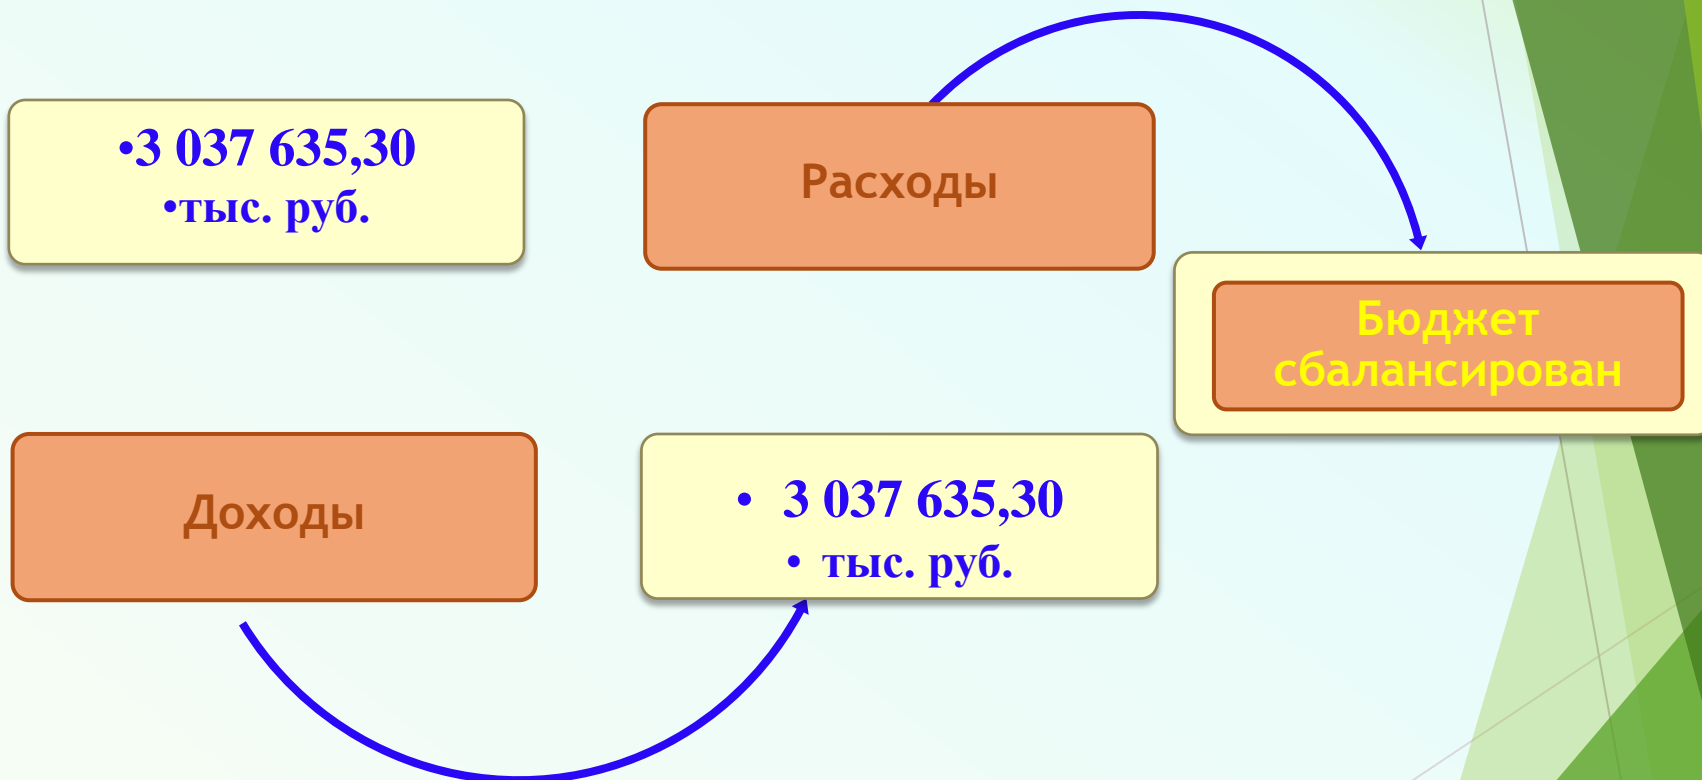 •3 037 635,30
•тыс. руб.
Расходы
Бюджет
сбалансирован
Доходы
• 3 037 635,30
• тыс. руб.